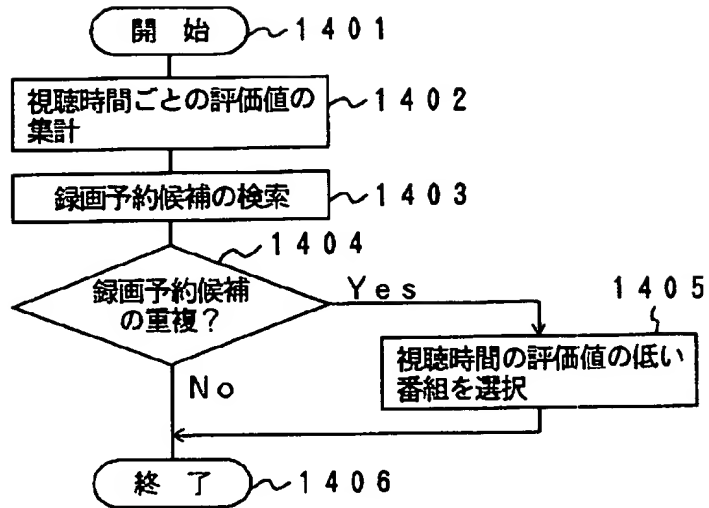 開 始
1401
視聴時間ごとの評価値の
集計
1402
録画予約候補の検索
1403
1404
録画予約候補
の重複？
Yes
1405
視聴時間の評価値の低い
番組を選択
No
終 了
1406